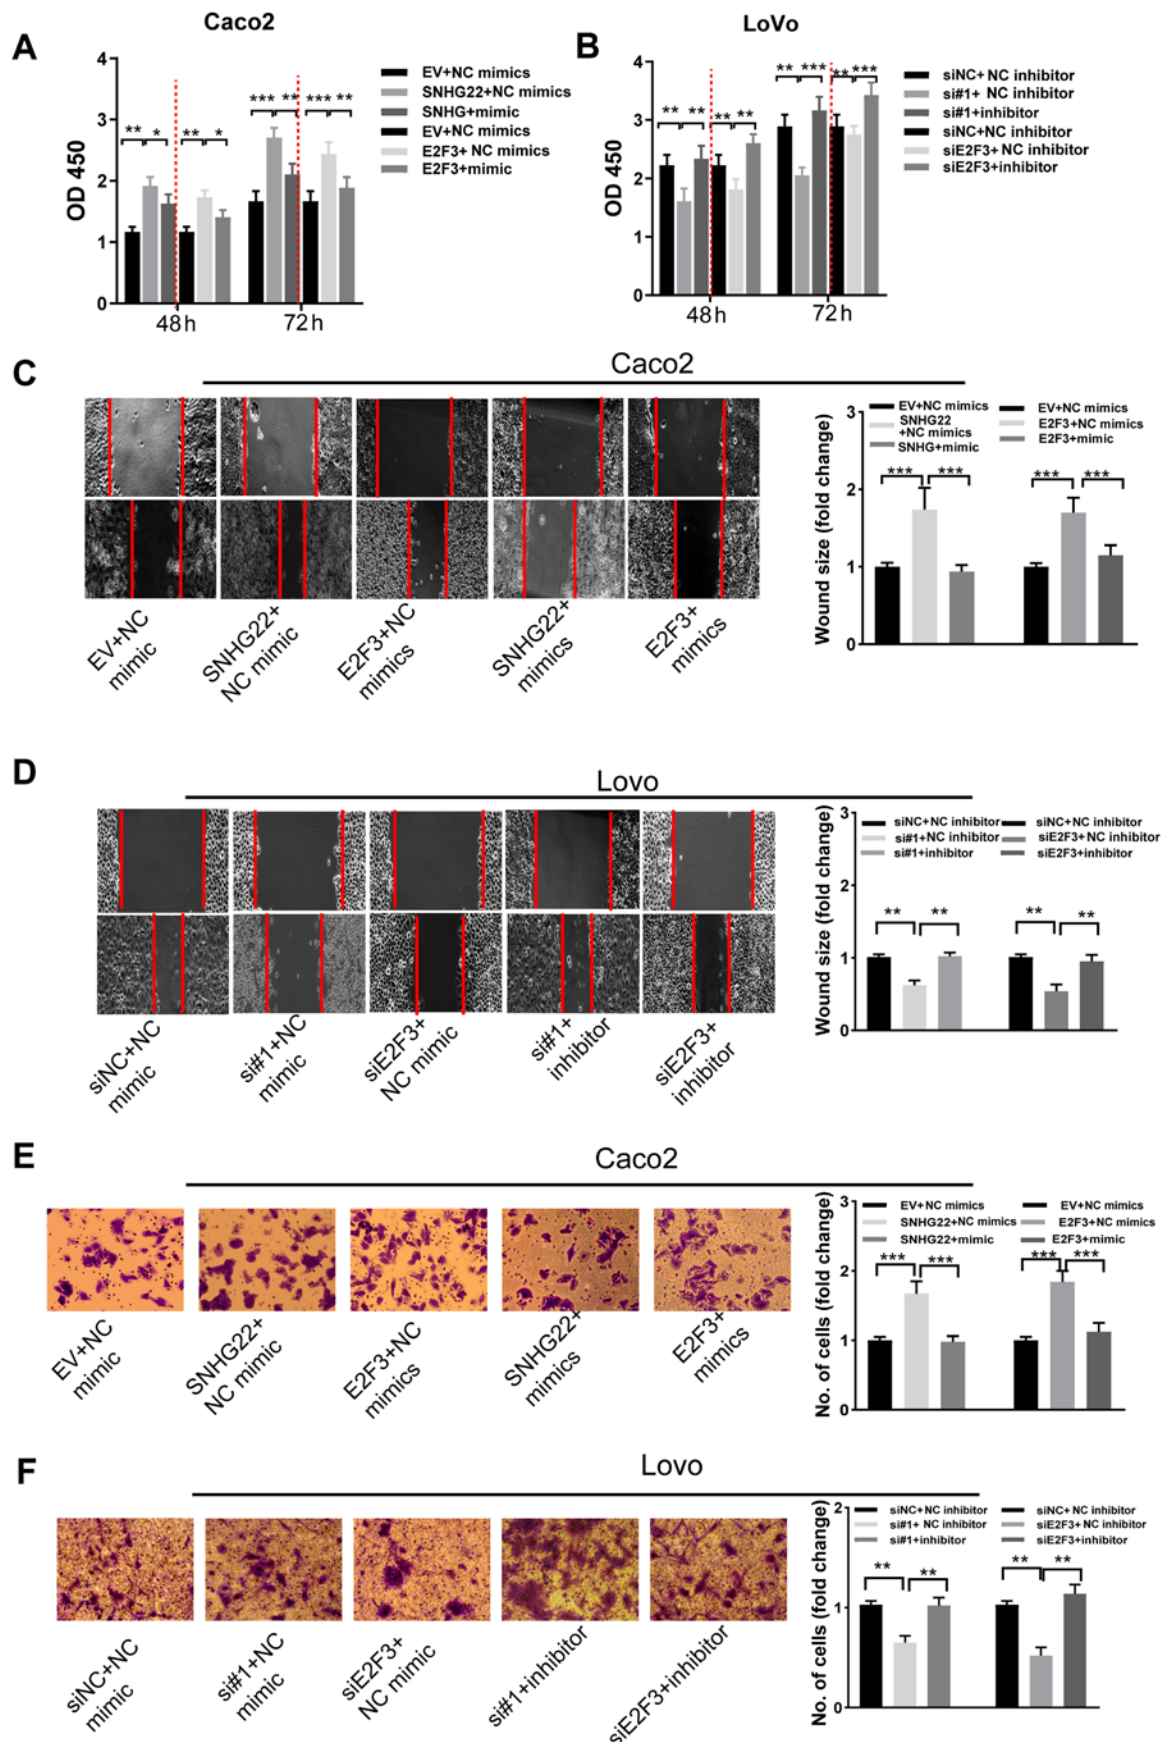 A
Caco2
OD 450
4
3
2
1
0
** * ** *
*** ** *** **
48h
72h
EV+NC mimics
SNHG22+NC mimics
SNHG+mimic
EV+NC mimics
E2F3+ NC mimics
E2F3+mimic
B
LoVo
OD 450
4
3
2
1
0
** ** ** **
** *** ** ***
48h
72h
siNC+ NC inhibitor
si#1+ NC inhibitor
si#1+inhibitor
siNC+NC inhibitor
siE2F3+ NC inhibitor
siE2F3+inhibitor
C
Caco2
EV+NC
mimic
SNHG22+
NC mimic
E2F3+NC
mimics
SNHG22+
mimics
E2F3+
mimics
Wound size (fold change)
3
2
1
0
EV+NC mimics
SNHG22
+NC mimics
SNHG+mimic
EV+NC mimics
E2F3+NC mimics
E2F3+mimic
*** *** *** ***
D
Lovo
siNC+NC
mimic
si#1+NC
mimic
siE2F3+
NC mimic
si#1+
inhibitor
siE2F3+
inhibitor
Wound size (fold change)
3
2
1
0
siNC+NC inhibitor
si#1+NC inhibitor
si#1+inhibitor
siNC+NC inhibitor
siE2F3+NC inhibitor
siE2F3+inhibitor
** ** ** **
E
Caco2
EV+NC
mimic
SNHG22+
NC mimic
E2F3+NC
mimics
SNHG22+
mimics
E2F3+
mimics
No. of cells (fold change)
3
2
1
0
EV+NC mimics
SNHG22+NC mimics
SNHG22+mimic
EV+NC mimics
E2F3+NC mimics
E2F3+mimic
*** *** *** ***
F
Lovo
siNC+NC
mimic
si#1+NC
mimic
siE2F3+
NC mimic
si#1+inhibitor
siE2F3+inhibitor
No. of cells (fold change)
2
1
0
siNC+ NC inhibitor
si#1+ NC inhibitor
si#1+inhibitor
siNC+ NC inhibitor
siE2F3+ NC inhibitor
siE2F3+inhibitor
** ** ** **